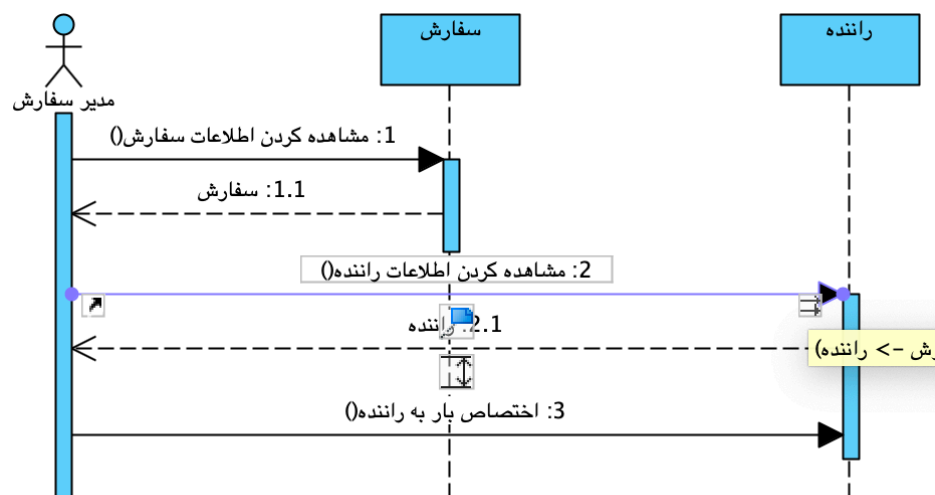 سفارش
راننده
مدیر سفارش
1: مشاهده کردن اطلاعات سفارش()
1.1: سفارش
2: مشاهده کردن اطلاعات راننده()
2.1: راننده
رش -> راننده)
3: اختصاص بار به راننده()